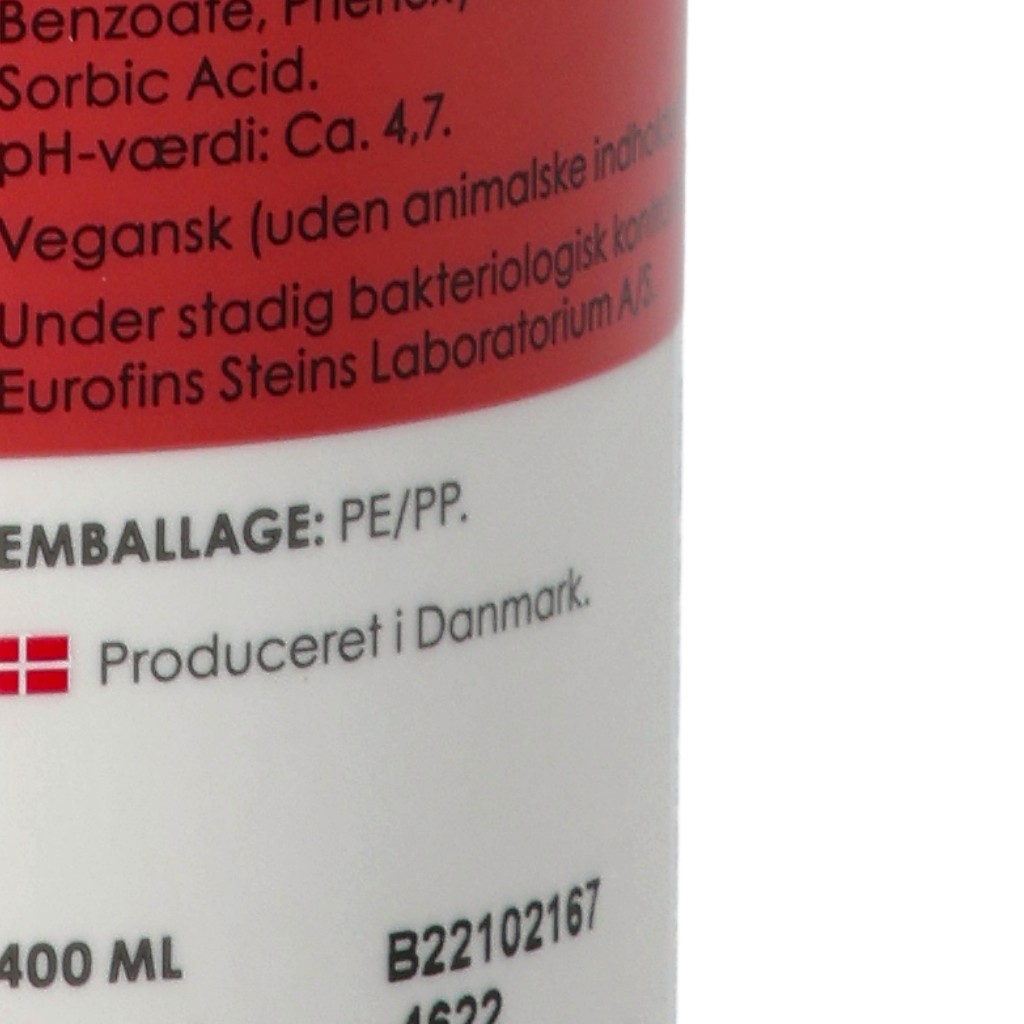 Benzoate,
Sorbic Acid.
pH-værdi: Ca. 4,7.
Vegansk (uden animalske
Under stadig bakteriologisk
Eurofins Steins Laboratorium A/S.
EMBALLAGE: PE/PP.
Produceret i Danmark.
400 ML
B22102167
4622